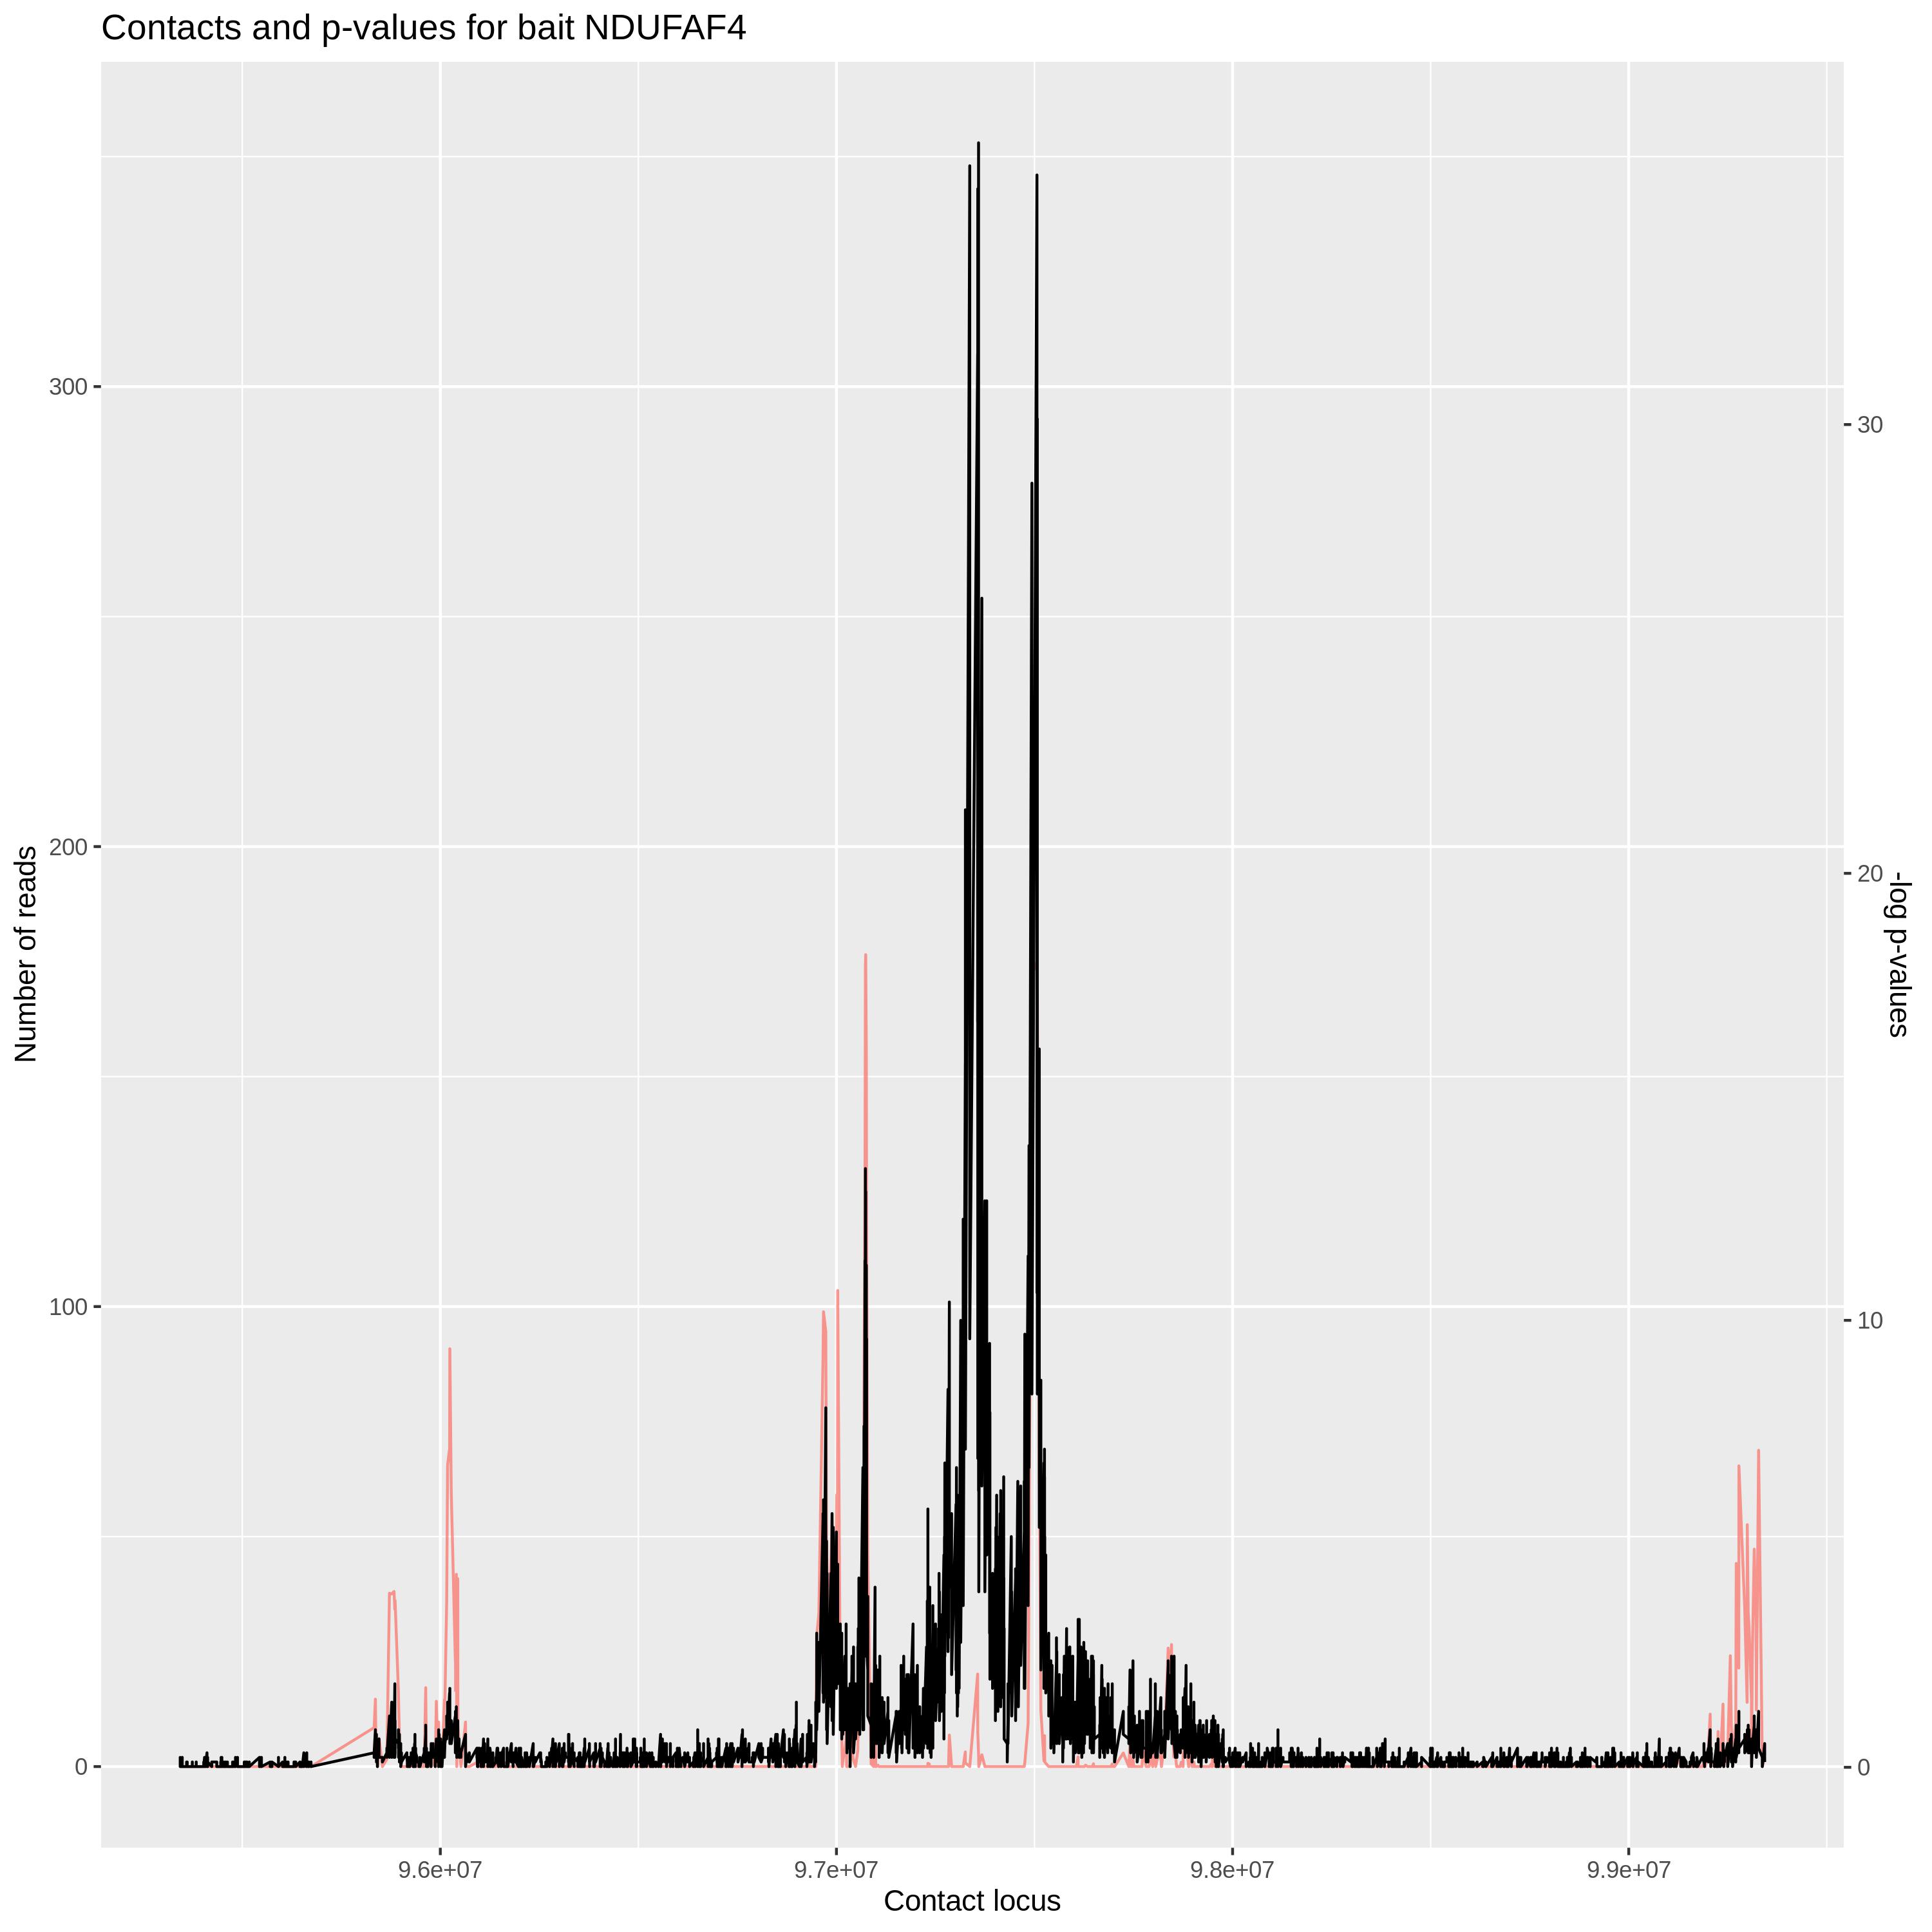 Contacts and p-values for bait NDUFAF4
Number of reads
300
200
100
0
30
20
10
0
-log p-values
9.6e+07
9.7e+07
9.8e+07
9.9e+07
Contact locus